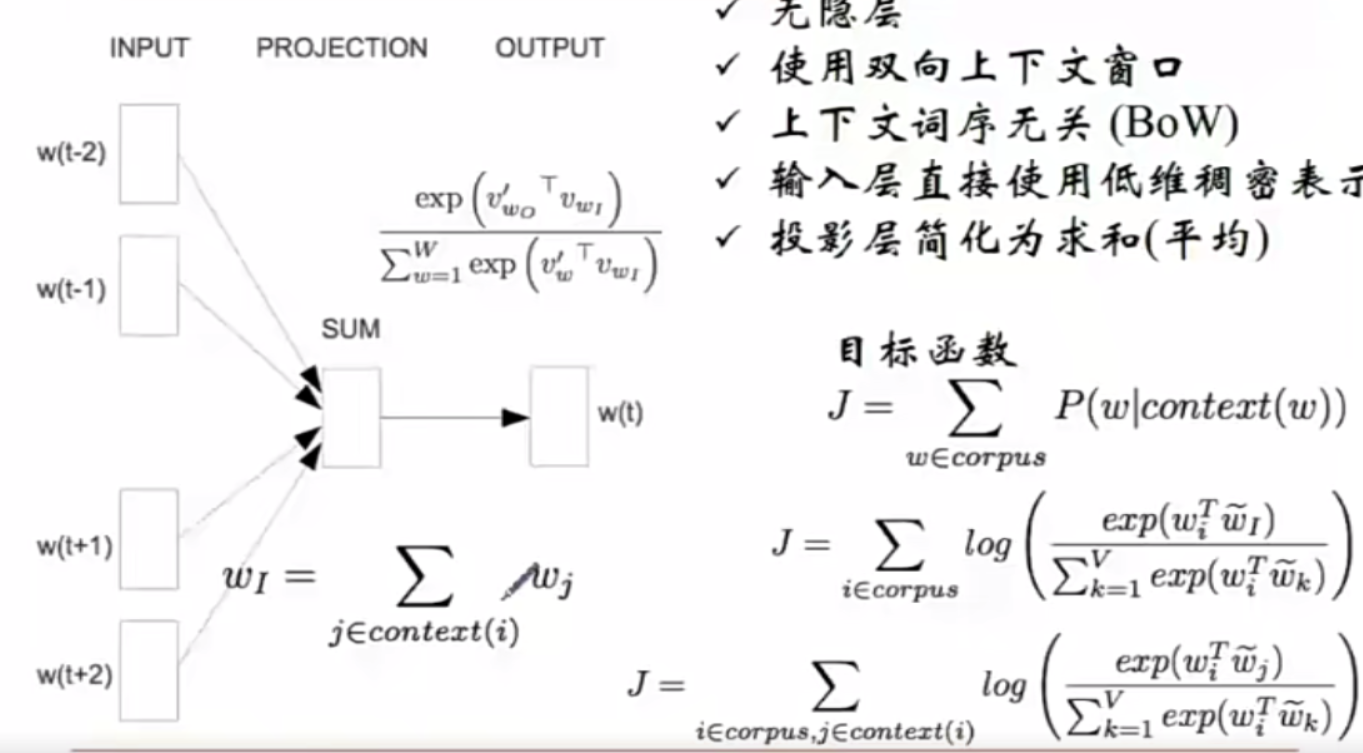 INPUT PROJECTION OUTPUT
w(t-2)
w(t-1)
w(t+1)
w(t+2)
SUM
w(t)
\frac{\exp\left({v'_{w_O}}^{\top} v_{w_I}\right)}{\sum_{w=1}^{W} \exp\left({v'_w}^{\top} v_{w_I}\right)}
w_I = \sum_{j∈context(i)} w_j
✓ 无隐层
✓ 使用双向上下文窗口
✓ 上下文词序无关 (BoW)
✓ 输入层直接使用低维稠密表示
✓ 投影层简化为求和(平均)
目标函数
J = \sum_{w∈corpus} P(w|context(w))
J = \sum_{i∈corpus} log\left(\frac{exp(w_i^T \widetilde{w}_I)}{\sum_{k=1}^{V} exp(w_i^T \widetilde{w}_k)}\right)
J = \sum_{i∈corpus,j∈context(i)} log\left(\frac{exp(w_i^T \widetilde{w}_j)}{\sum_{k=1}^{V} exp(w_i^T \widetilde{w}_k)}\right)